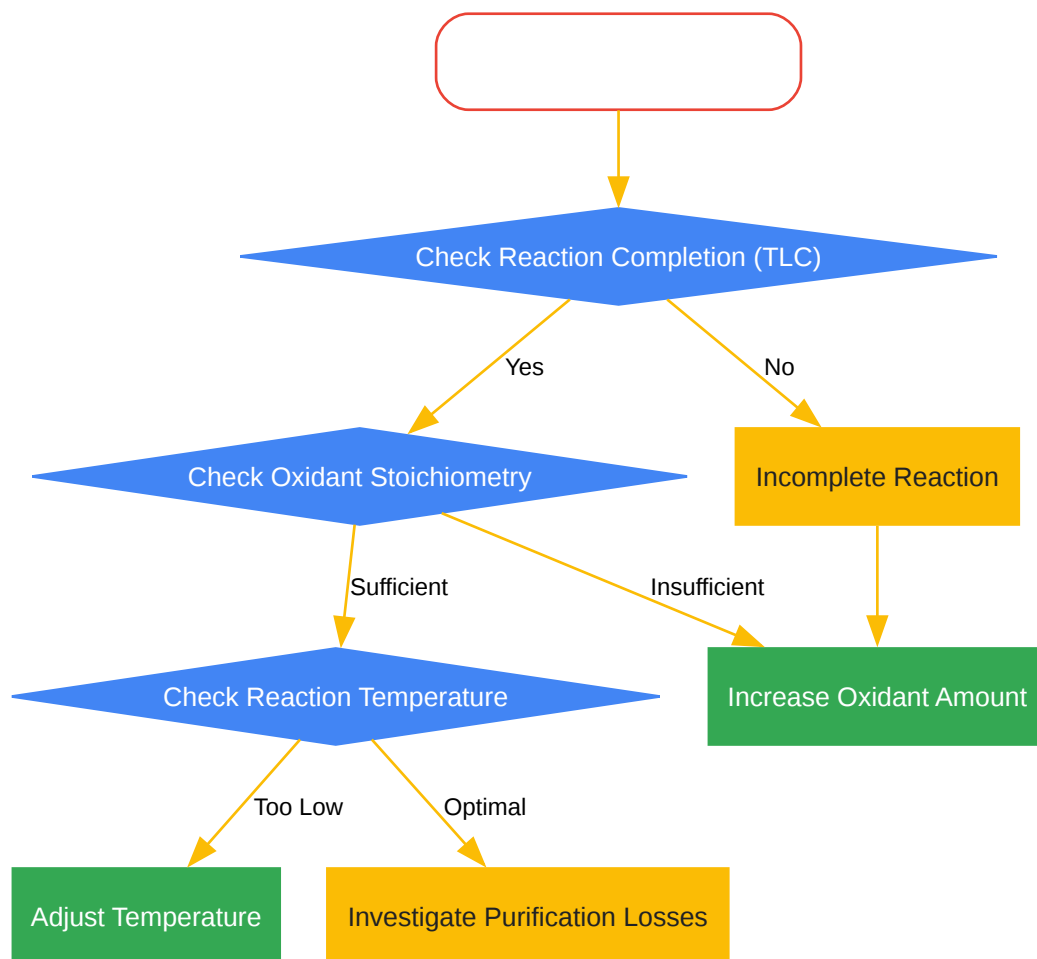 Check Reaction Completion (TLC)
Yes
No
Check Oxidant Stoichiometry
Incomplete Reaction
Sufficient
Insufficient
Check Reaction Temperature
Increase Oxidant Amount
Too Low
Optimal
Adjust Temperature
Investigate Purification Losses